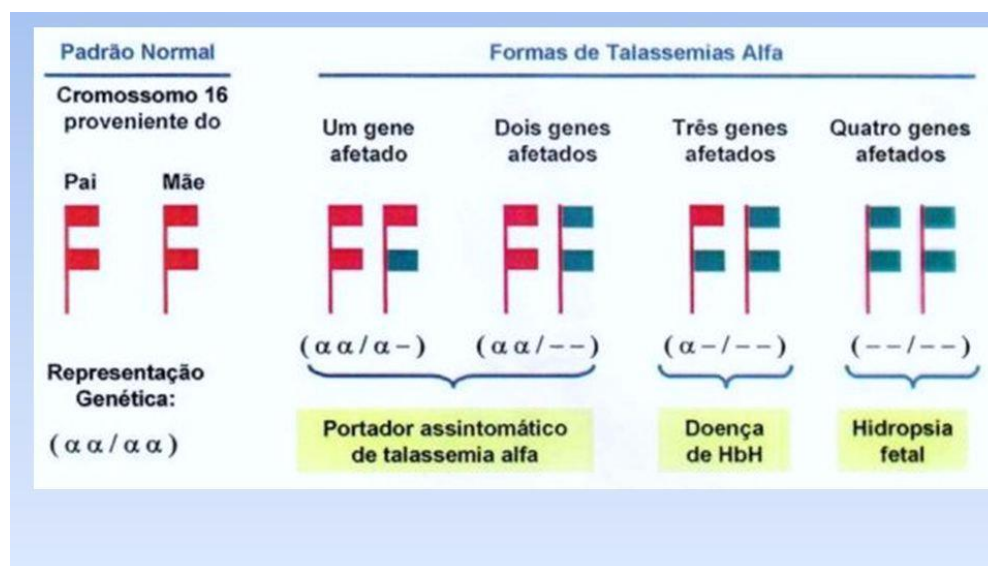 Padrão Normal
Formas de Talassemias Alfa
Cromossomo 16
proveniente do
Pai
Mãe
Representação
Genética:
(αα/αα)
Um gene
afetado
Dois genes
afetados
Três genes
afetados
Quatro genes
afetados
(αα/α–)
(αα/––)
(α–/––)
(––/––)
Portador assintomático
de talassemia alfa
Doença
de HbH
Hidropsia
fetal